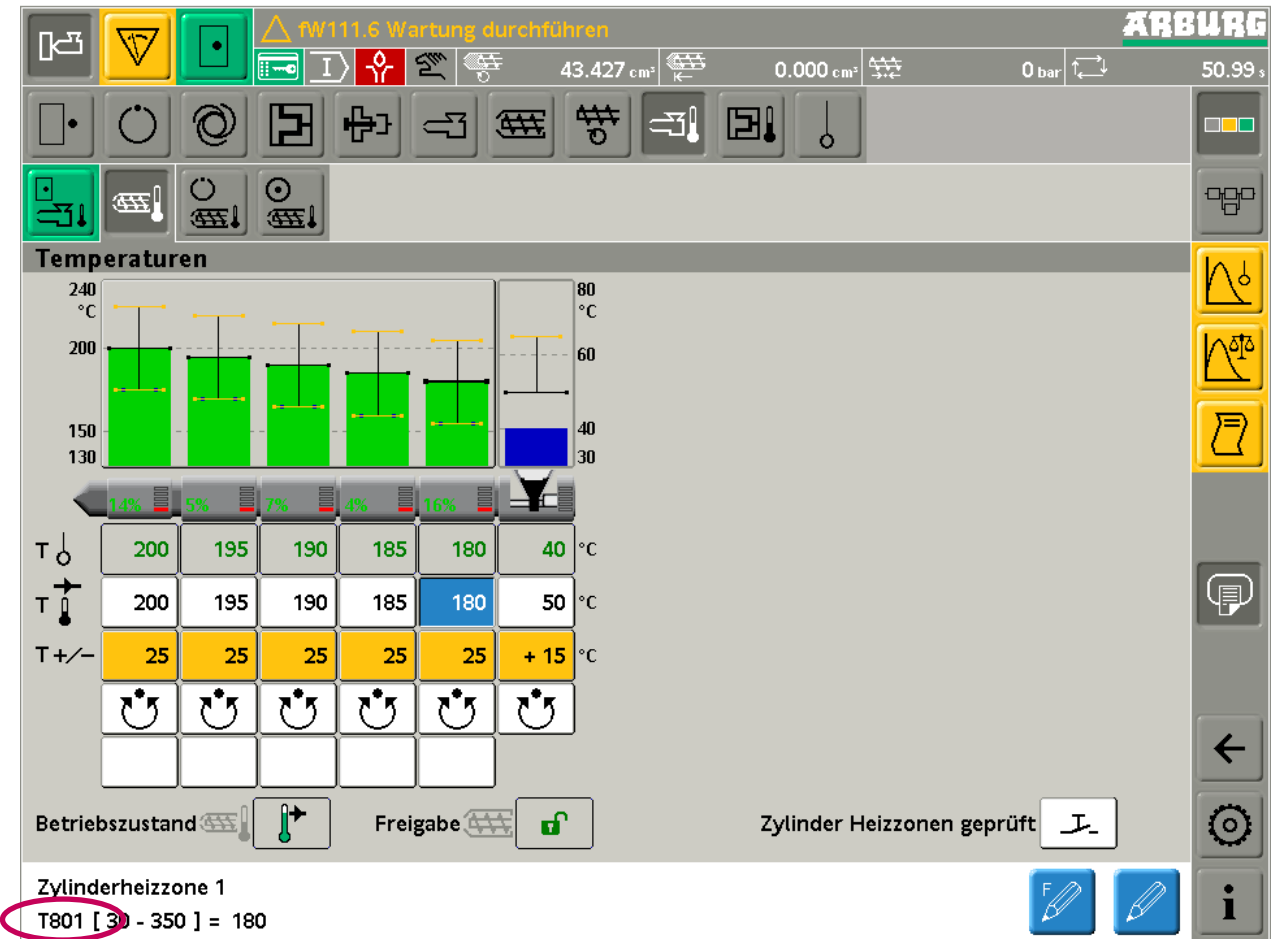 fW111.6 Wartung durchführen
ARBURG
43.427 cm³ 0.000 cm³ 0 bar 50.99 s
Temperaturen
240 80
°C °C
200 60
150 40
130 30
14% 5% 7% 4% 16%
T 200 195 190 185 180 40 °C
T 200 195 190 185 180 50 °C
T+/− 25 25 25 25 25 + 15 °C
Betriebszustand Freigabe Zylinder Heizzonen geprüft
Zylinderheizzone 1
F
T801 [ 30 - 350 ] = 180